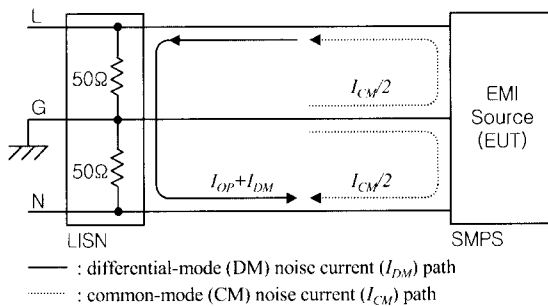 L
50Ω
I_CM/2
EMI
Source
(EUT)
G
50Ω
I_OP+I_DM
I_CM/2
N
LISN
SMPS
: differential-mode (DM) noise current (I_DM) path
: common-mode (CM) noise current (I_CM) path